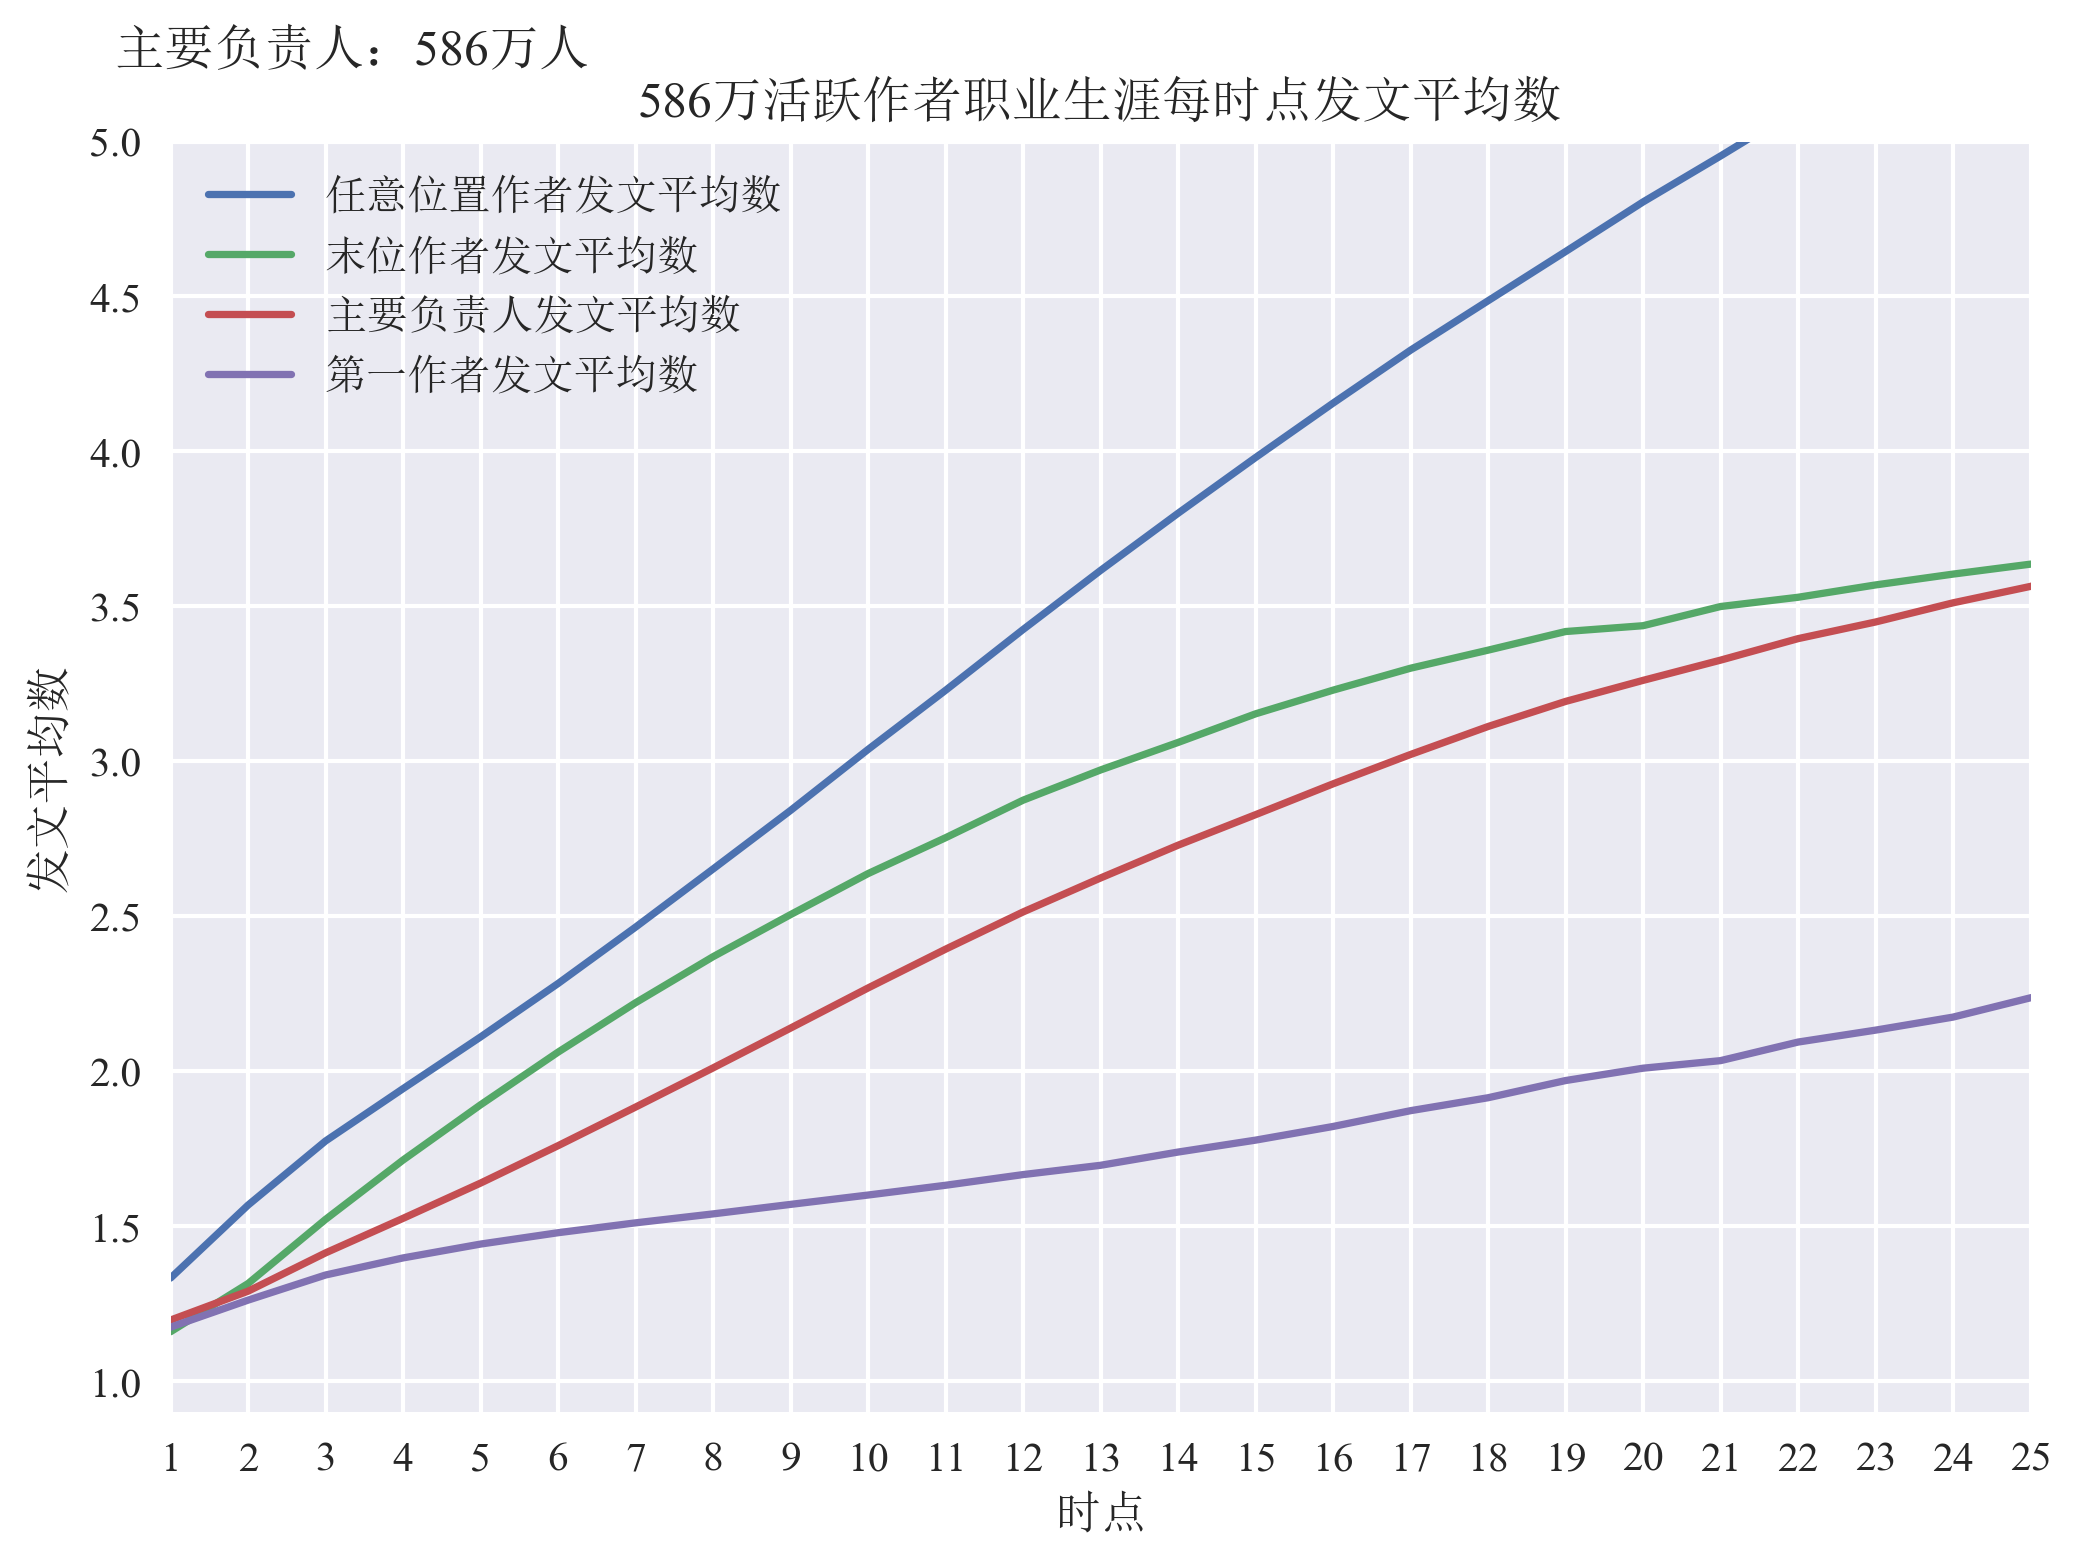 主要负责人：586万人
586万活跃作者职业生涯每时点发文平均数
任意位置作者发文平均数
末位作者发文平均数
主要负责人发文平均数
第一作者发文平均数
发文平均数
5.0
4.5
4.0
3.5
3.0
2.5
2.0
1.5
1.0
1 2 3 4 5 6 7 8 9 10 11 12 13 14 15 16 17 18 19 20 21 22 23 24 25
时点